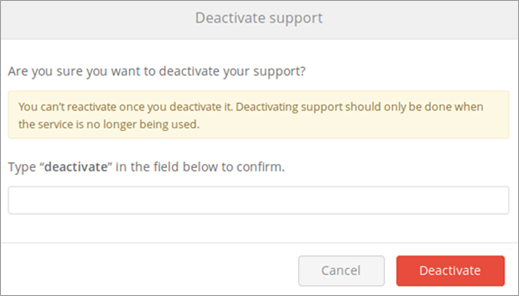 Deactivate support
Are you sure you want to deactivate your support?
You can’t reactivate once you deactivate it. Deactivating support should only be done when
the service is no longer being used.
Type “deactivate” in the field below to confirm.
Cancel
Deactivate